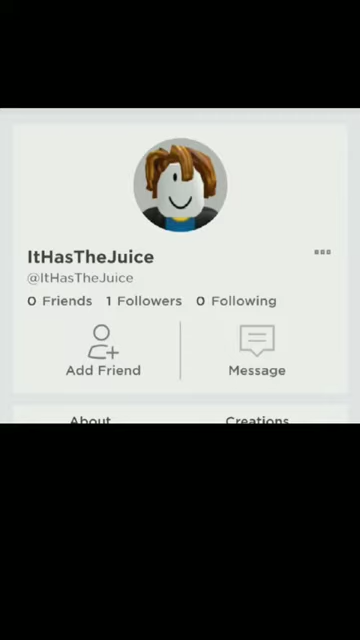 ItHasTheJuice
@ItHasTheJuice
0 Friends 1 Followers 0 Following
Add Friend Message
About Creations